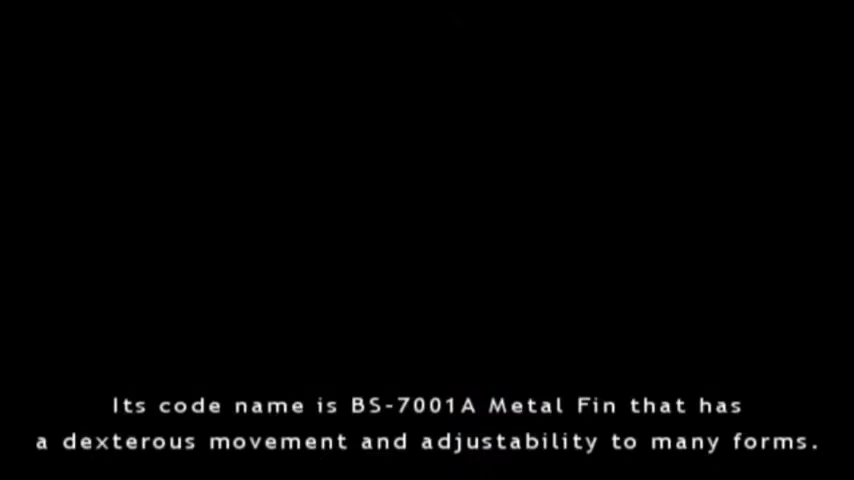 Its code name is BS-7001A Metal Fin that has
a dexterous movement and adjustability to many forms.